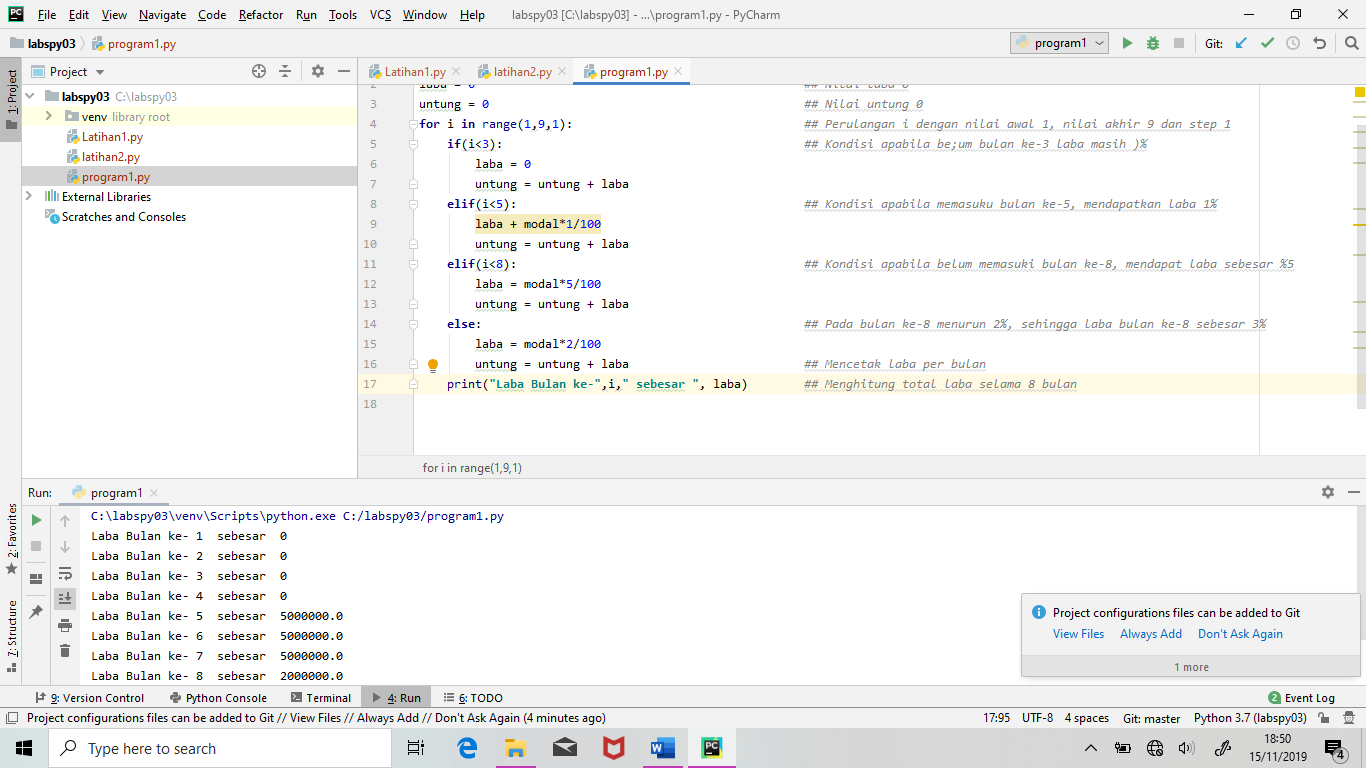 File Edit View Navigate Code Refactor Run Tools VCS Window Help labspy03 [C:\labspy03] - ...\program1.py - PyCharm
labspy03 program1.py program1 Git:
Project Latihan1.py latihan2.py program1.py
1: Project
labspy03 C:\labspy03
venv library root
Latihan1.py
latihan2.py
program1.py
External Libraries
Scratches and Consoles
2 laba = 0 ## Nilai laba 0
3 untung = 0 ## Nilai untung 0
4 for i in range(1,9,1): ## Perulangan i dengan nilai awal 1, nilai akhir 9 dan step 1
5 if(i<3): ## Kondisi apabila be;um bulan ke-3 laba masih )%
6 laba = 0
7 untung = untung + laba
8 elif(i<5): ## Kondisi apabila memasuku bulan ke-5, mendapatkan laba 1%
9 laba + modal*1/100
10 untung = untung + laba
11 elif(i<8): ## Kondisi apabila belum memasuki bulan ke-8, mendapat laba sebesar %5
12 laba = modal*5/100
13 untung = untung + laba
14 else: ## Pada bulan ke-8 menurun 2%, sehingga laba bulan ke-8 sebesar 3%
15 laba = modal*2/100
16 untung = untung + laba ## Mencetak laba per bulan
17 print("Laba Bulan ke-",i," sebesar ", laba) ## Menghitung total laba selama 8 bulan
18
for i in range(1,9,1)
Run: program1
2: Favorites
7: Structure
C:\labspy03\venv\Scripts\python.exe C:/labspy03/program1.py
Laba Bulan ke- 1 sebesar 0
Laba Bulan ke- 2 sebesar 0
Laba Bulan ke- 3 sebesar 0
Laba Bulan ke- 4 sebesar 0
Laba Bulan ke- 5 sebesar 5000000.0
Laba Bulan ke- 6 sebesar 5000000.0
Laba Bulan ke- 7 sebesar 5000000.0
Laba Bulan ke- 8 sebesar 2000000.0
Project configurations files can be added to Git
View Files Always Add Don't Ask Again
1 more
9: Version Control Python Console Terminal 4: Run 6: TODO 2 Event Log
Project configurations files can be added to Git // View Files // Always Add // Don't Ask Again (4 minutes ago) 17:95 UTF-8 4 spaces Git: master Python 3.7 (labspy03)
Type here to search
18:50
15/11/2019
4